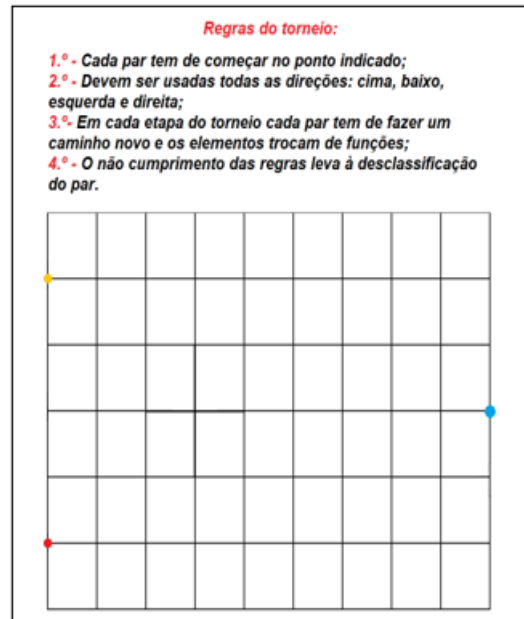 Regras do torneio:
1.º - Cada par tem de começar no ponto indicado;
2.º - Devem ser usadas todas as direções: cima, baixo,
esquerda e direita;
3.º- Em cada etapa do torneio cada par tem de fazer um
caminho novo e os elementos trocam de funções;
4.º - O não cumprimento das regras leva à desclassificação
do par.